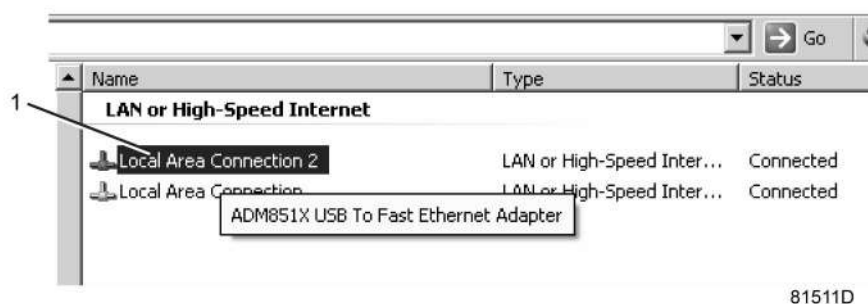 Go
Name Type Status
LAN or High-Speed Internet
1
Local Area Connection 2 LAN or High-Speed Inter... Connected
Local Area Connection LAN or High-Speed Inter... Connected
ADM851X USB To Fast Ethernet Adapter
81511D